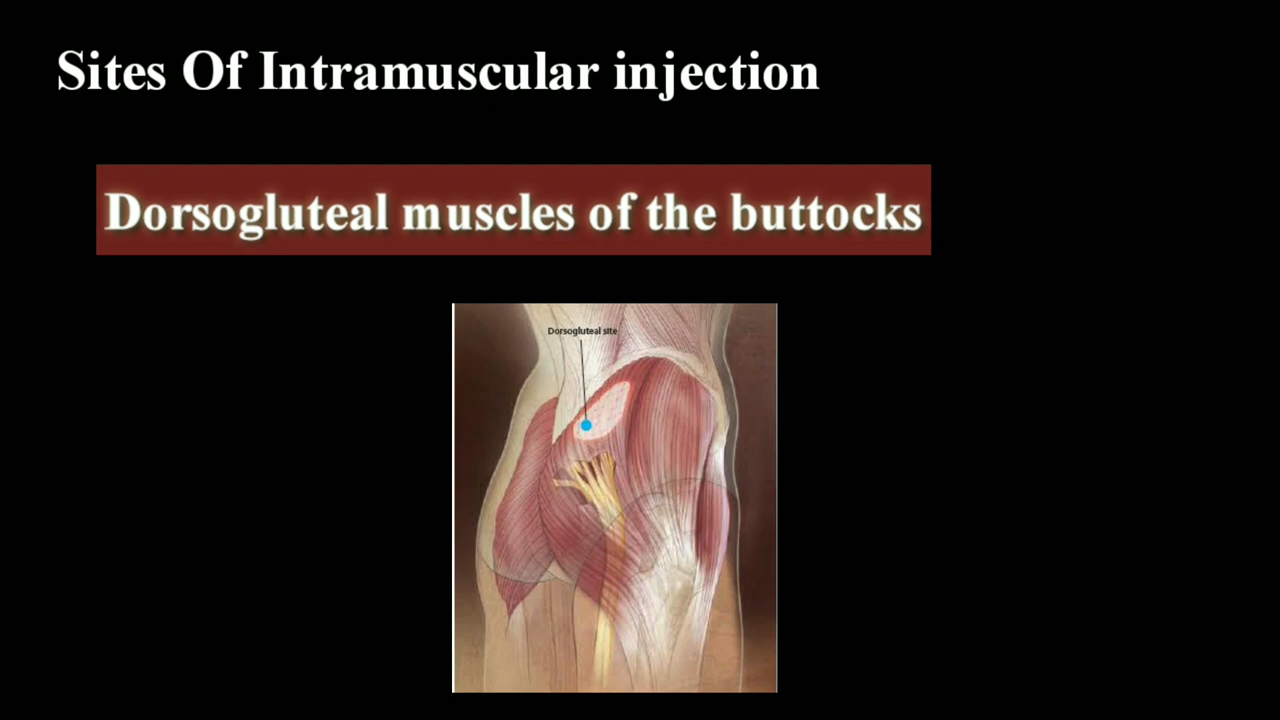 Sites Of Intramuscular injection
Dorsogluteal muscles of the buttocks
Dorsogluteal site